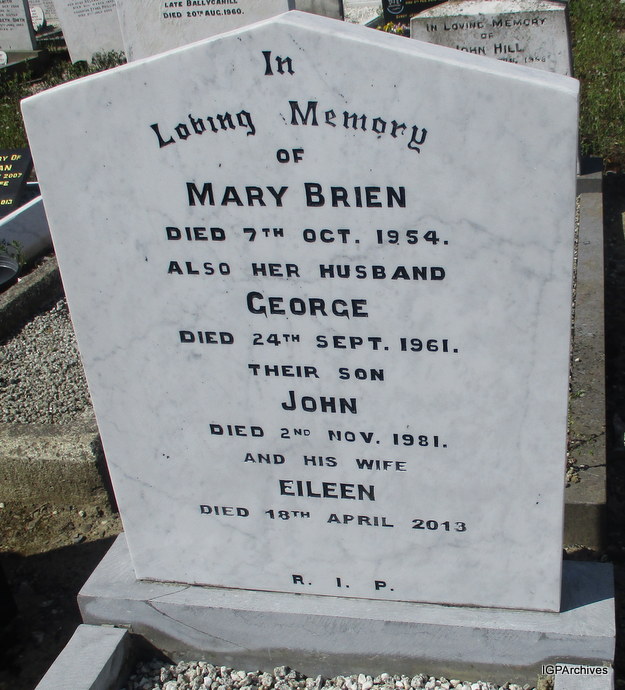 LATE BALLYCAHILL
DIED 20TH AUG. 1960.
IN LOVING MEMORY
OF
JOHN HILL
In
Loving Memory
OF
MARY BRIEN
DIED 7TH OCT. 1954.
ALSO HER HUSBAND
GEORGE
DIED 24TH SEPT. 1961.
THEIR SON
JOHN
DIED 2ND NOV. 1981.
AND HIS WIFE
EILEEN
DIED 18TH APRIL 2013
R. I. P.
IGPArchives